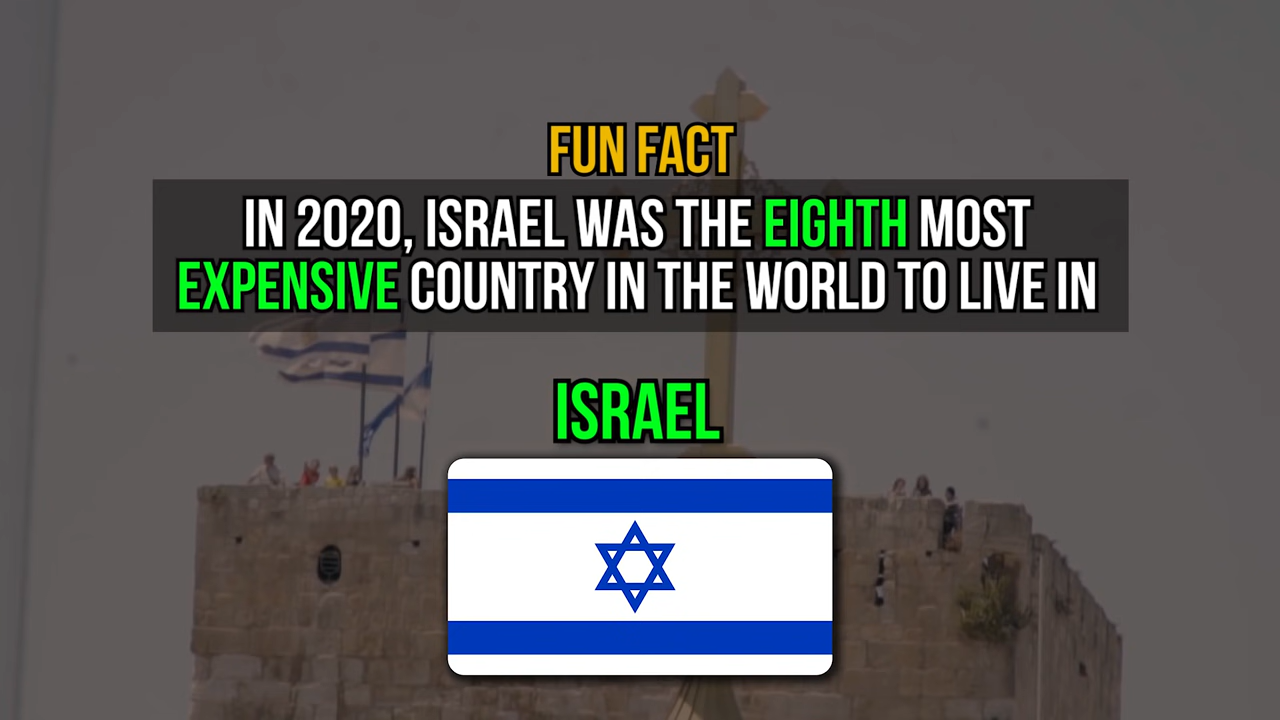 FUN FACT
IN 2020, ISRAEL WAS THE EIGHTH MOST
EXPENSIVE COUNTRY IN THE WORLD TO LIVE IN
ISRAEL